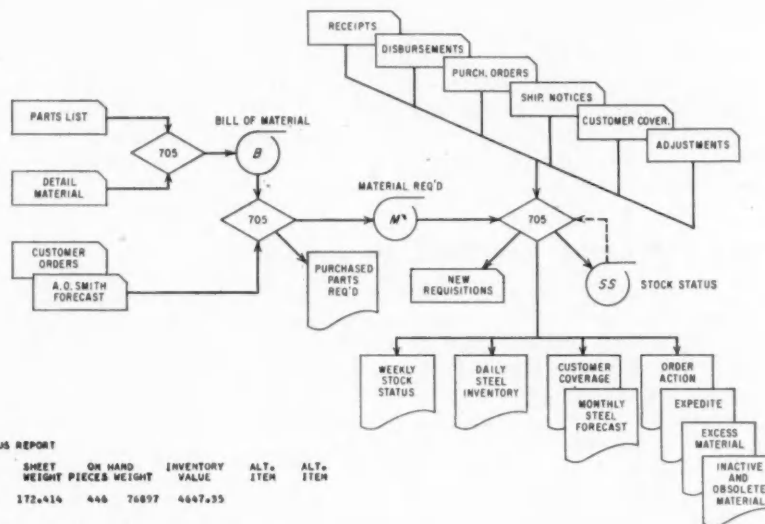 RECEIPTS
DISBURSEMENTS
PURCH. ORDERS
SHIP. NOTICES
CUSTOMER COVER.
ADJUSTMENTS
PARTS LIST
DETAIL
MATERIAL
705
BILL OF MATERIAL
B
CUSTOMER
ORDERS
A.O. SMITH
FORECAST
705
PURCHASED
PARTS
REQ'D
MATERIAL REQ'D
M
705
NEW
REQUISITIONS
SS
STOCK STATUS
WEEKLY
STOCK
STATUS
DAILY
STEEL
INVENTORY
CUSTOMER
COVERAGE
MONTHLY
STEEL
FORECAST
ORDER
ACTION
EXPEDITE
EXCESS
MATERIAL
INACTIVE
AND
OBSOLETE
MATERIAL
US REPORT
SHEET ON HAND INVENTORY ALT. ALT.
WEIGHT PIECES WEIGHT VALUE ITEM ITEM
172.414 446 76897 4647.35